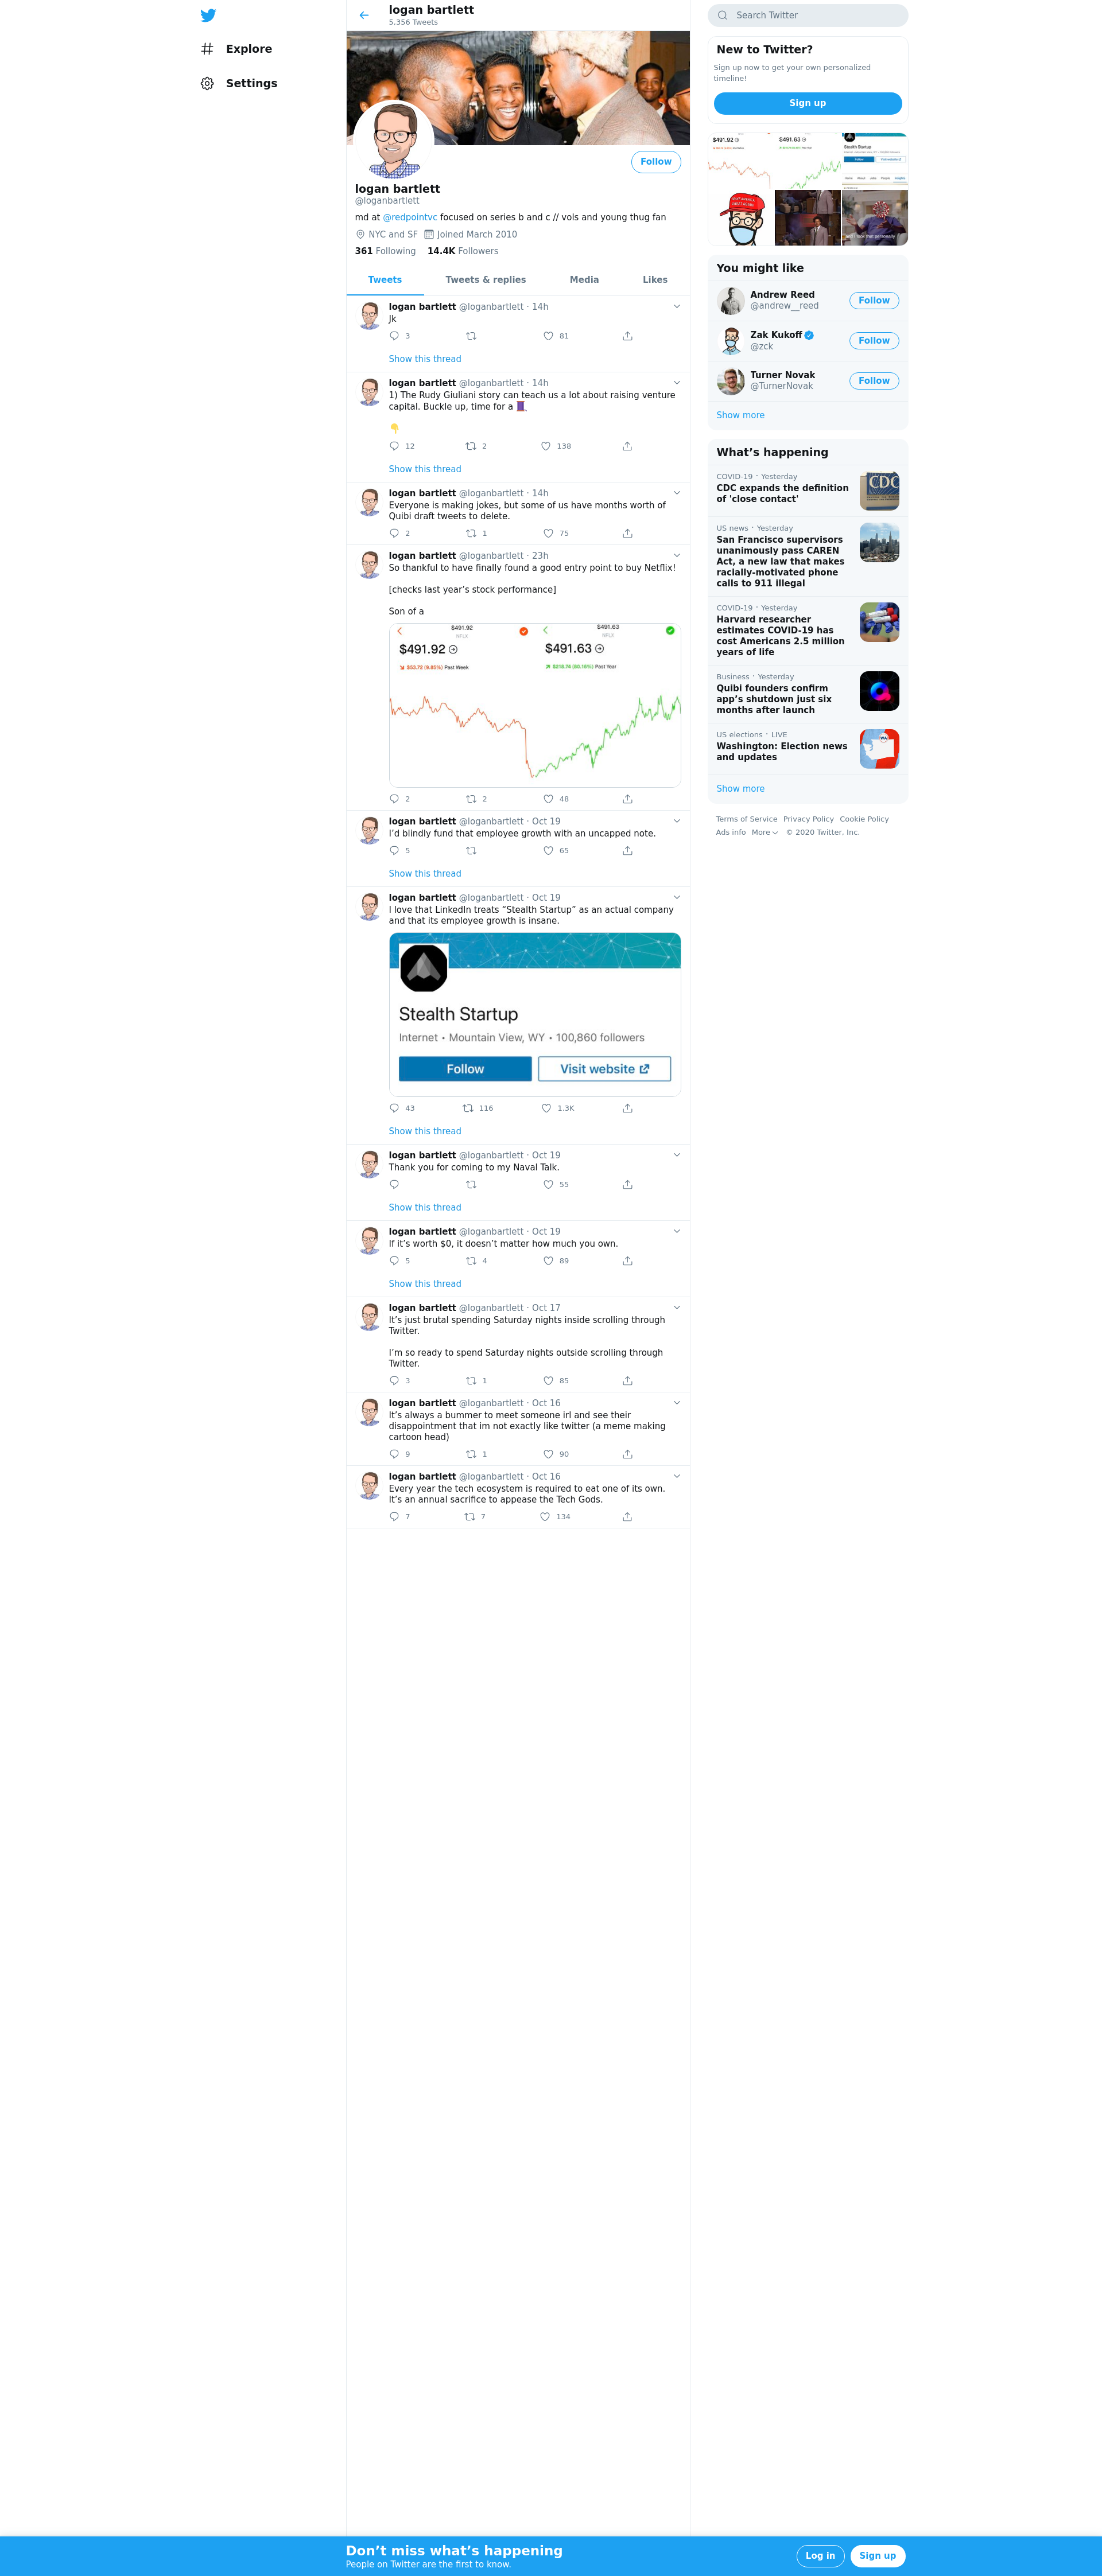 Explore
Settings
logan bartlett
5,356 Tweets
Follow
logan bartlett
@loganbartlett
md at @redpointvc focused on series b and c // vols and young thug fan
NYC and SF Joined March 2010
361 Following 14.4K Followers
Tweets Tweets & replies Media Likes
logan bartlett @loganbartlett · 14h
Jk
3 81
Show this thread
logan bartlett @loganbartlett · 14h
1) The Rudy Giuliani story can teach us a lot about raising venture
capital. Buckle up, time for a 🧵
👇
12 2 138
Show this thread
logan bartlett @loganbartlett · 14h
Everyone is making jokes, but some of us have months worth of
Quibi draft tweets to delete.
2 1 75
logan bartlett @loganbartlett · 23h
So thankful to have finally found a good entry point to buy Netflix!
[checks last year’s stock performance]
Son of a
$491.92
NFLX
$491.92
$53.72 (9.85%) Past Week
$491.63
NFLX
$491.63
$218.74 (80.16%) Past Year
2 2 48
logan bartlett @loganbartlett · Oct 19
I’d blindly fund that employee growth with an uncapped note.
5 65
Show this thread
logan bartlett @loganbartlett · Oct 19
I love that LinkedIn treats “Stealth Startup” as an actual company
and that its employee growth is insane.
Stealth Startup
Internet • Mountain View, WY • 100,860 followers
Follow Visit website
43 116 1.3K
Show this thread
logan bartlett @loganbartlett · Oct 19
Thank you for coming to my Naval Talk.
55
Show this thread
logan bartlett @loganbartlett · Oct 19
If it’s worth $0, it doesn’t matter how much you own.
5 4 89
Show this thread
logan bartlett @loganbartlett · Oct 17
It’s just brutal spending Saturday nights inside scrolling through
Twitter.
I’m so ready to spend Saturday nights outside scrolling through
Twitter.
3 1 85
logan bartlett @loganbartlett · Oct 16
It’s always a bummer to meet someone irl and see their
disappointment that im not exactly like twitter (a meme making
cartoon head)
9 1 90
logan bartlett @loganbartlett · Oct 16
Every year the tech ecosystem is required to eat one of its own.
It’s an annual sacrifice to appease the Tech Gods.
7 7 134
Search Twitter
New to Twitter?
Sign up now to get your own personalized
timeline!
Sign up
$491.92 $491.63
Stealth Startup
You might like
Andrew Reed
@andrew__reed
Follow
Zak Kukoff
@zck
Follow
Turner Novak
@TurnerNovak
Follow
Show more
What’s happening
COVID-19 · Yesterday
CDC expands the definition
of 'close contact'
CDC
US news · Yesterday
San Francisco supervisors
unanimously pass CAREN
Act, a new law that makes
racially-motivated phone
calls to 911 illegal
COVID-19 · Yesterday
Harvard researcher
estimates COVID-19 has
cost Americans 2.5 million
years of life
Business · Yesterday
Quibi founders confirm
app’s shutdown just six
months after launch
US elections · LIVE
Washington: Election news
and updates
WA
Show more
Terms of Service Privacy Policy Cookie Policy
Ads info More © 2020 Twitter, Inc.
Don’t miss what’s happening
People on Twitter are the first to know.
Log in Sign up